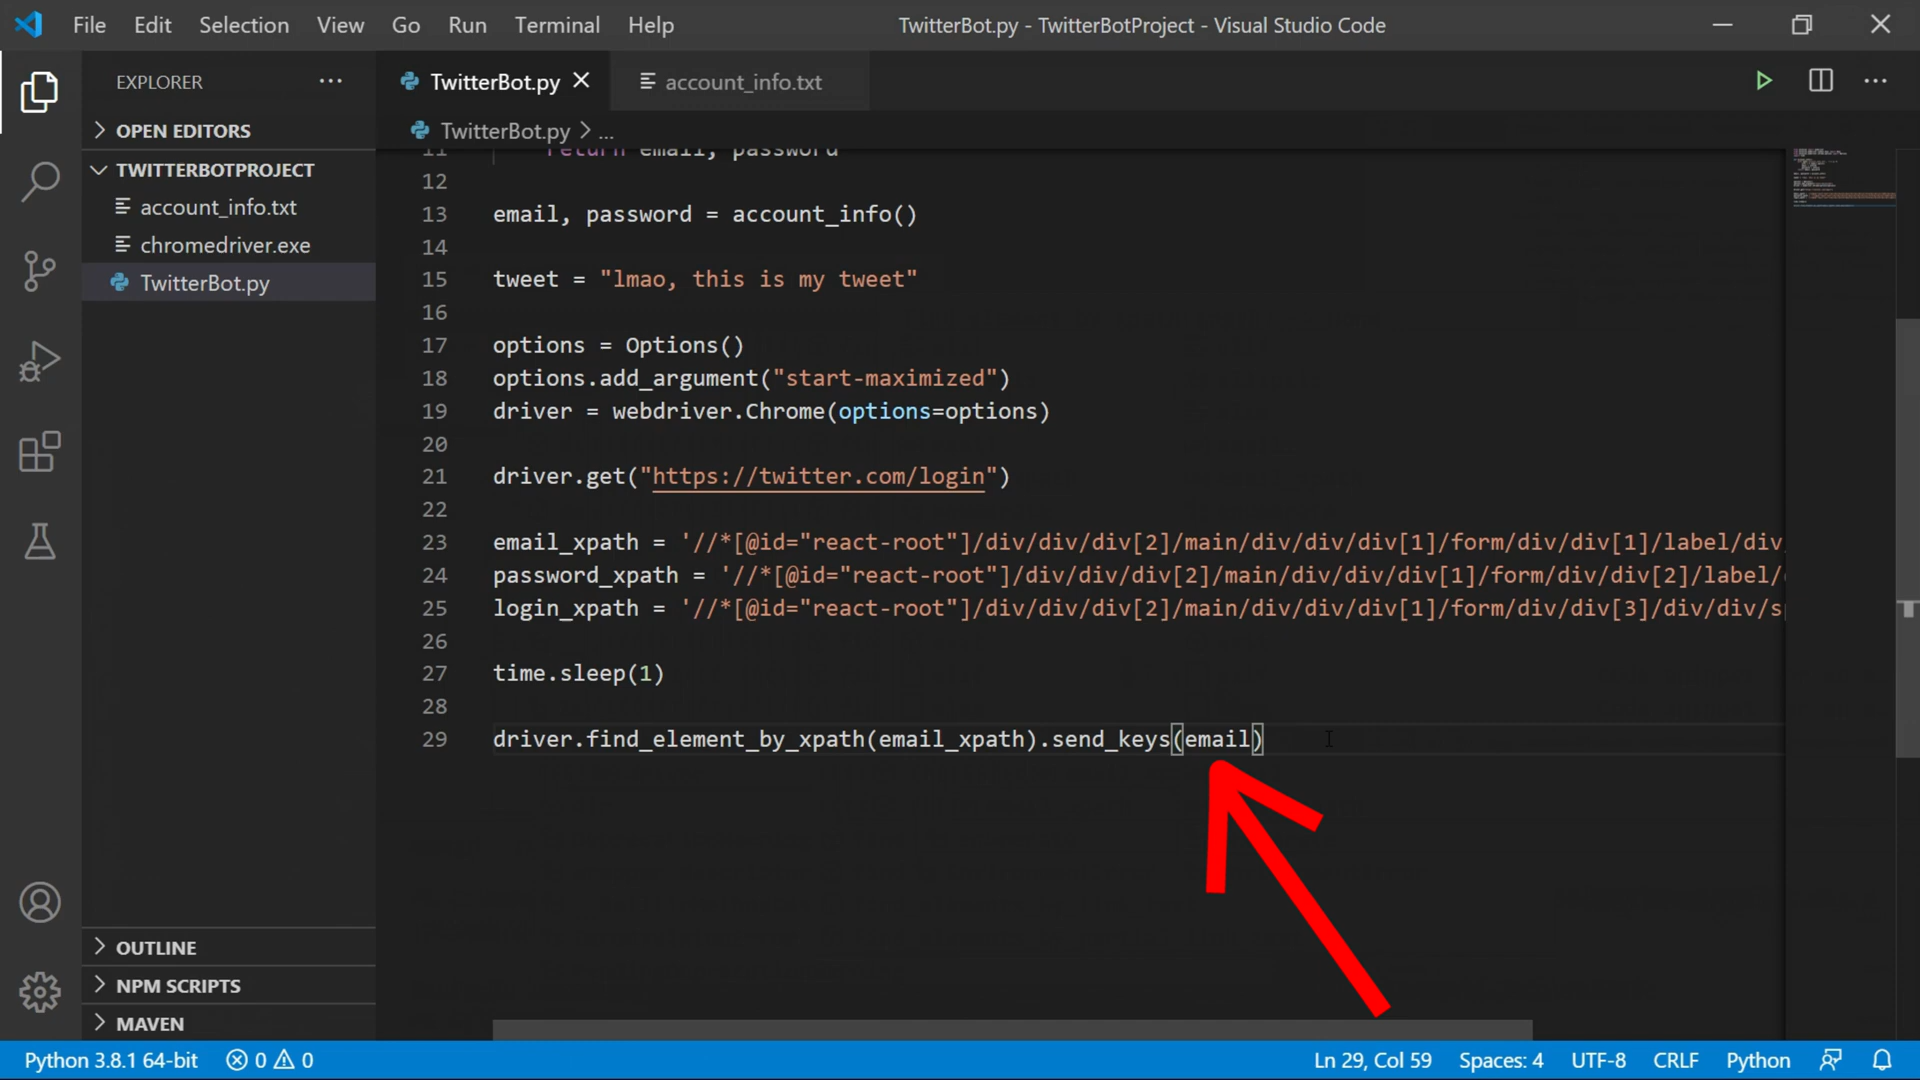 File Edit Selection View Go Run Terminal Help
TwitterBot.py - TwitterBotProject - Visual Studio Code
EXPLORER
OPEN EDITORS
TWITTERBOTPROJECT
account_info.txt
chromedriver.exe
TwitterBot.py
OUTLINE
NPM SCRIPTS
MAVEN
TwitterBot.py account_info.txt
TwitterBot.py > ...
11 return email, password
12
13 email, password = account_info()
14
15 tweet = "lmao, this is my tweet"
16
17 options = Options()
18 options.add_argument("start-maximized")
19 driver = webdriver.Chrome(options=options)
20
21 driver.get("https://twitter.com/login")
22
23 email_xpath = '//*[@id="react-root"]/div/div/div[2]/main/div/div/div[1]/form/div/div[1]/label/div
24 password_xpath = '//*[@id="react-root"]/div/div/div[2]/main/div/div/div[1]/form/div/div[2]/label/
25 login_xpath = '//*[@id="react-root"]/div/div/div[2]/main/div/div/div[1]/form/div/div[3]/div/div/s
26
27 time.sleep(1)
28
29 driver.find_element_by_xpath(email_xpath).send_keys(email)
Python 3.8.1 64-bit 0 0 Ln 29, Col 59 Spaces: 4 UTF-8 CRLF Python